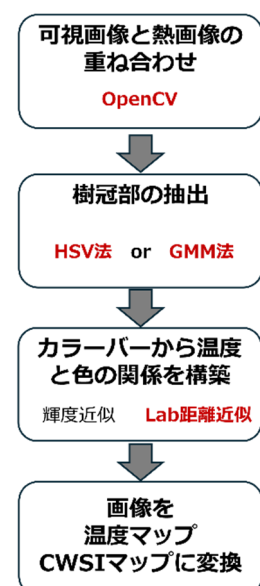 可視画像と熱画像の
重ね合わせ
OpenCV
樹冠部の抽出
HSV法 or GMM法
カラーバーから温度
と色の関係を構築
輝度近似 Lab距離近似
画像を
温度マップ
CWSIマップに変換